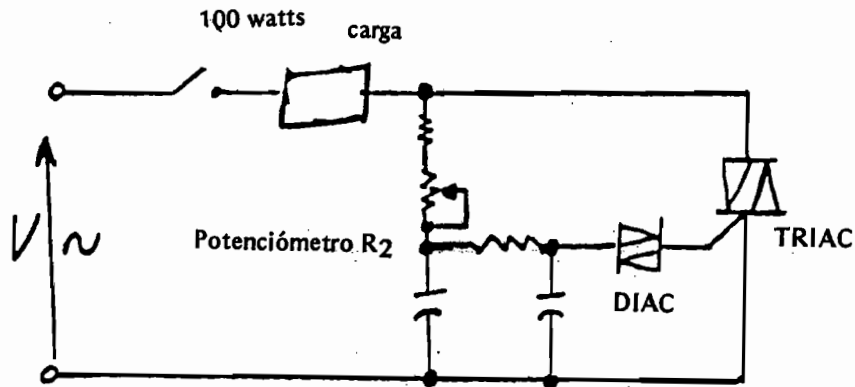 100 watts
carga
V ~
Potenciómetro R2
TRIAC
DIAC